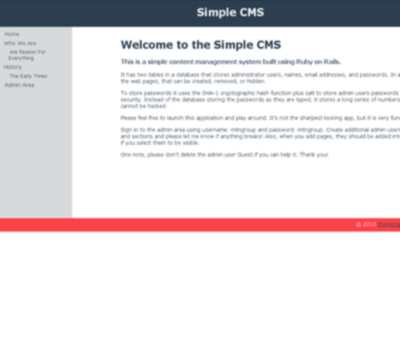 Simple CMS
Home
Who We Are
We Reason For
Everything
History
The Early Times
Admin Area
Welcome to the Simple CMS
This is a simple content management system built using Ruby on Rails.
It has two tables in a database that stores administrator users, names, email addresses, and passwords. In a
the web pages, that can be created, removed, or hidden.
To store passwords it uses the SHA-1 cryptographic hash function plus salt to store admin users passwords
security. Instead of the database storing the passwords as they are typed, it stores a long series of numbers
cannot be hacked.
Please feel free to launch this application and play around. It's not the sharpest looking app, but it is very fun
Sign in to the admin area using username: mtngroup and password: mtngroup. Create additional admin users
and sections and please let me know if anything breaks! Also, when you add pages, they should be added into
if you select them to be visible.
One note, please don't delete the admin user Guest if you can help it. Thank you!